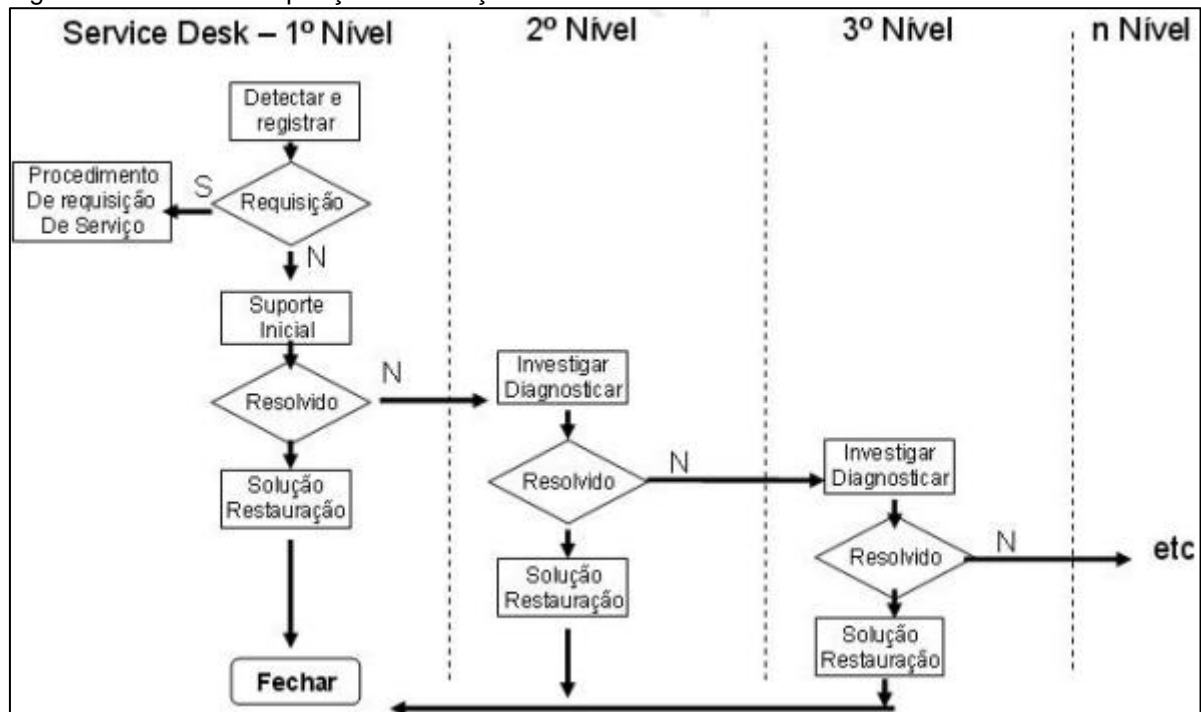 Service Desk – 1º Nível
2º Nível
3º Nível
n Nível
Detectar e
registrar
Procedimento
De requisição
De Serviço
S
Requisição
N
Suporte
Inicial
Resolvido
N
Investigar
Diagnosticar
Solução
Restauração
Resolvido
N
Investigar
Diagnosticar
Solução
Restauração
Resolvido
N
etc
Solução
Restauração
Fechar